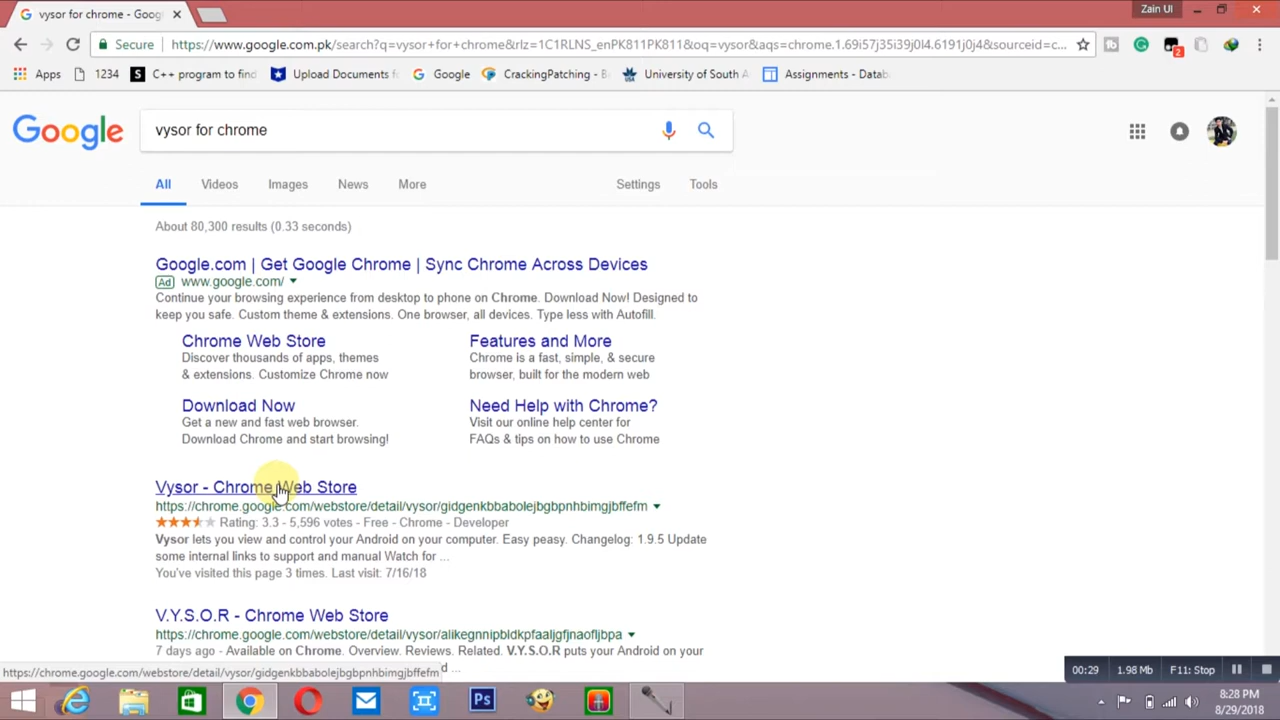 vysor for chrome - Goog
Zain Ul
Secure
https://www.google.com.pk/search?q=vysor+for+chrome&rlz=1C1RLNS_enPK811PK811&oq=vysor&aqs=chrome.1.69i57j35i39j0l4.6191j0j4&sourceid=c...
2
Apps 1234 C++ program to find Upload Documents f Google CrackingPatching - B University of South A Assignments - Datab
Google
vysor for chrome
All Videos Images News More Settings Tools
About 80,300 results (0.33 seconds)
Google.com | Get Google Chrome | Sync Chrome Across Devices
Ad www.google.com/
Continue your browsing experience from desktop to phone on Chrome. Download Now! Designed to
keep you safe. Custom theme & extensions. One browser, all devices. Type less with Autofill.
Chrome Web Store
Discover thousands of apps, themes
& extensions. Customize Chrome now
Features and More
Chrome is a fast, simple, & secure
browser, built for the modern web
Download Now
Get a new and fast web browser.
Download Chrome and start browsing!
Need Help with Chrome?
Visit our online help center for
FAQs & tips on how to use Chrome
Vysor - Chrome Web Store
https://chrome.google.com/webstore/detail/vysor/gidgenkbbabolejbgbpnhbimgjbffefm
Rating: 3.3 - 5,596 votes - Free - Chrome - Developer
Vysor lets you view and control your Android on your computer. Easy peasy. Changelog: 1.9.5 Update
some internal links to support and manual Watch for ...
You've visited this page 3 times. Last visit: 7/16/18
V.Y.S.O.R - Chrome Web Store
https://chrome.google.com/webstore/detail/vysor/alikegnnipbldkpfaaljgfjnaofljbpa
7 days ago - Available on Chrome. Overview. Reviews. Related. V.Y.S.O.R puts your Android on your
https://chrome.google.com/webstore/detail/vysor/gidgenkbbabolejbgbpnhbimgjbffefm
00:29 1.98 Mb F11: Stop
Ps
8:28 PM
8/29/2018